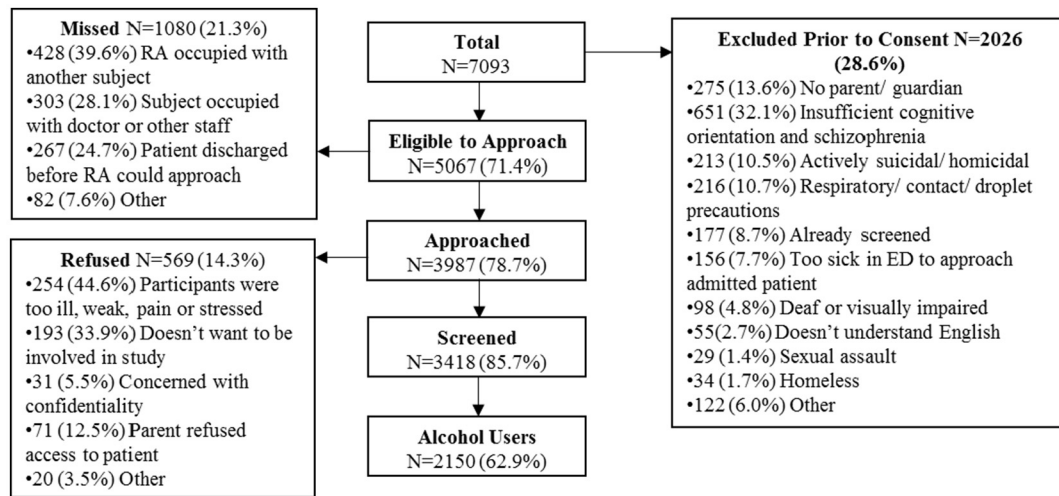 Missed N=1080 (21.3%)
•428 (39.6%) RA occupied with
another subject
•303 (28.1%) Subject occupied
with doctor or other staff
•267 (24.7%) Patient discharged
before RA could approach
•82 (7.6%) Other
Refused N=569 (14.3%)
•254 (44.6%) Participants were
too ill, weak, pain or stressed
•193 (33.9%) Doesn't want to be
involved in study
•31 (5.5%) Concerned with
confidentiality
•71 (12.5%) Parent refused
access to patient
•20 (3.5%) Other
Total
N=7093
Eligible to Approach
N=5067 (71.4%)
Approached
N=3987 (78.7%)
Screened
N=3418 (85.7%)
Alcohol Users
N=2150 (62.9%)
Excluded Prior to Consent N=2026
(28.6%)
•275 (13.6%) No parent/ guardian
•651 (32.1%) Insufficient cognitive
orientation and schizophrenia
•213 (10.5%) Actively suicidal/ homicidal
•216 (10.7%) Respiratory/ contact/ droplet
precautions
•177 (8.7%) Already screened
•156 (7.7%) Too sick in ED to approach
admitted patient
•98 (4.8%) Deaf or visually impaired
•55(2.7%) Doesn't understand English
•29 (1.4%) Sexual assault
•34 (1.7%) Homeless
•122 (6.0%) Other